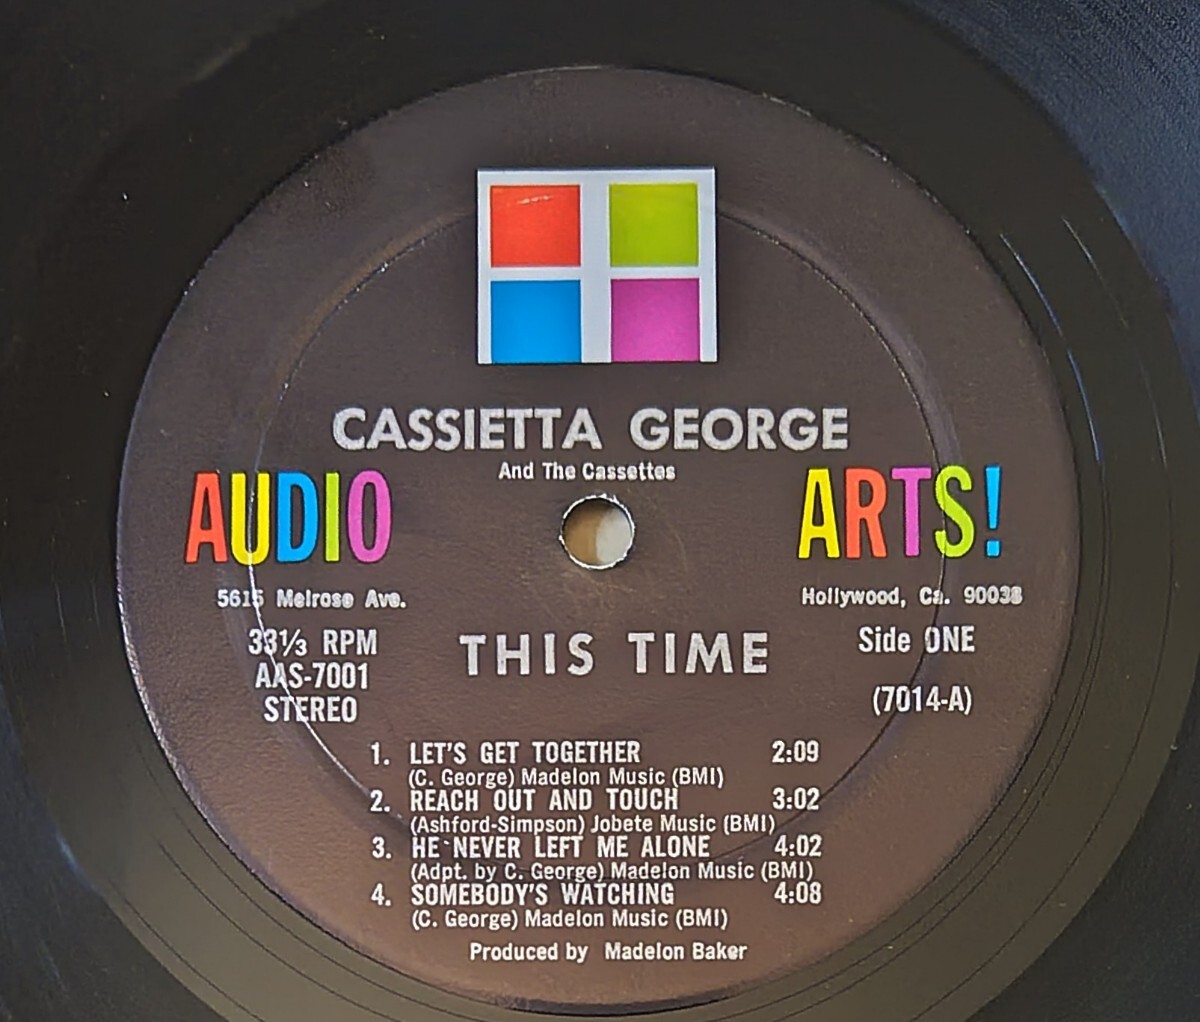 CASSIETTA GEORGE
And The Cassettes
AUDIO ARTS!
5615 Melrose Ave. Hollywood, Ca. 90038
33⅓ RPM
AAS-7001
STEREO
THIS TIME
Side ONE
(7014-A)
1. LET'S GET TOGETHER 2:09
(C. George) Madelon Music (BMI)
2. REACH OUT AND TOUCH 3:02
(Ashford-Simpson) Jobete Music (BMI)
3. HE NEVER LEFT ME ALONE 4:02
(Adpt. by C. George) Madelon Music (BMI)
4. SOMEBODY'S WATCHING 4:08
(C. George) Madelon Music (BMI)
Produced by Madelon Baker